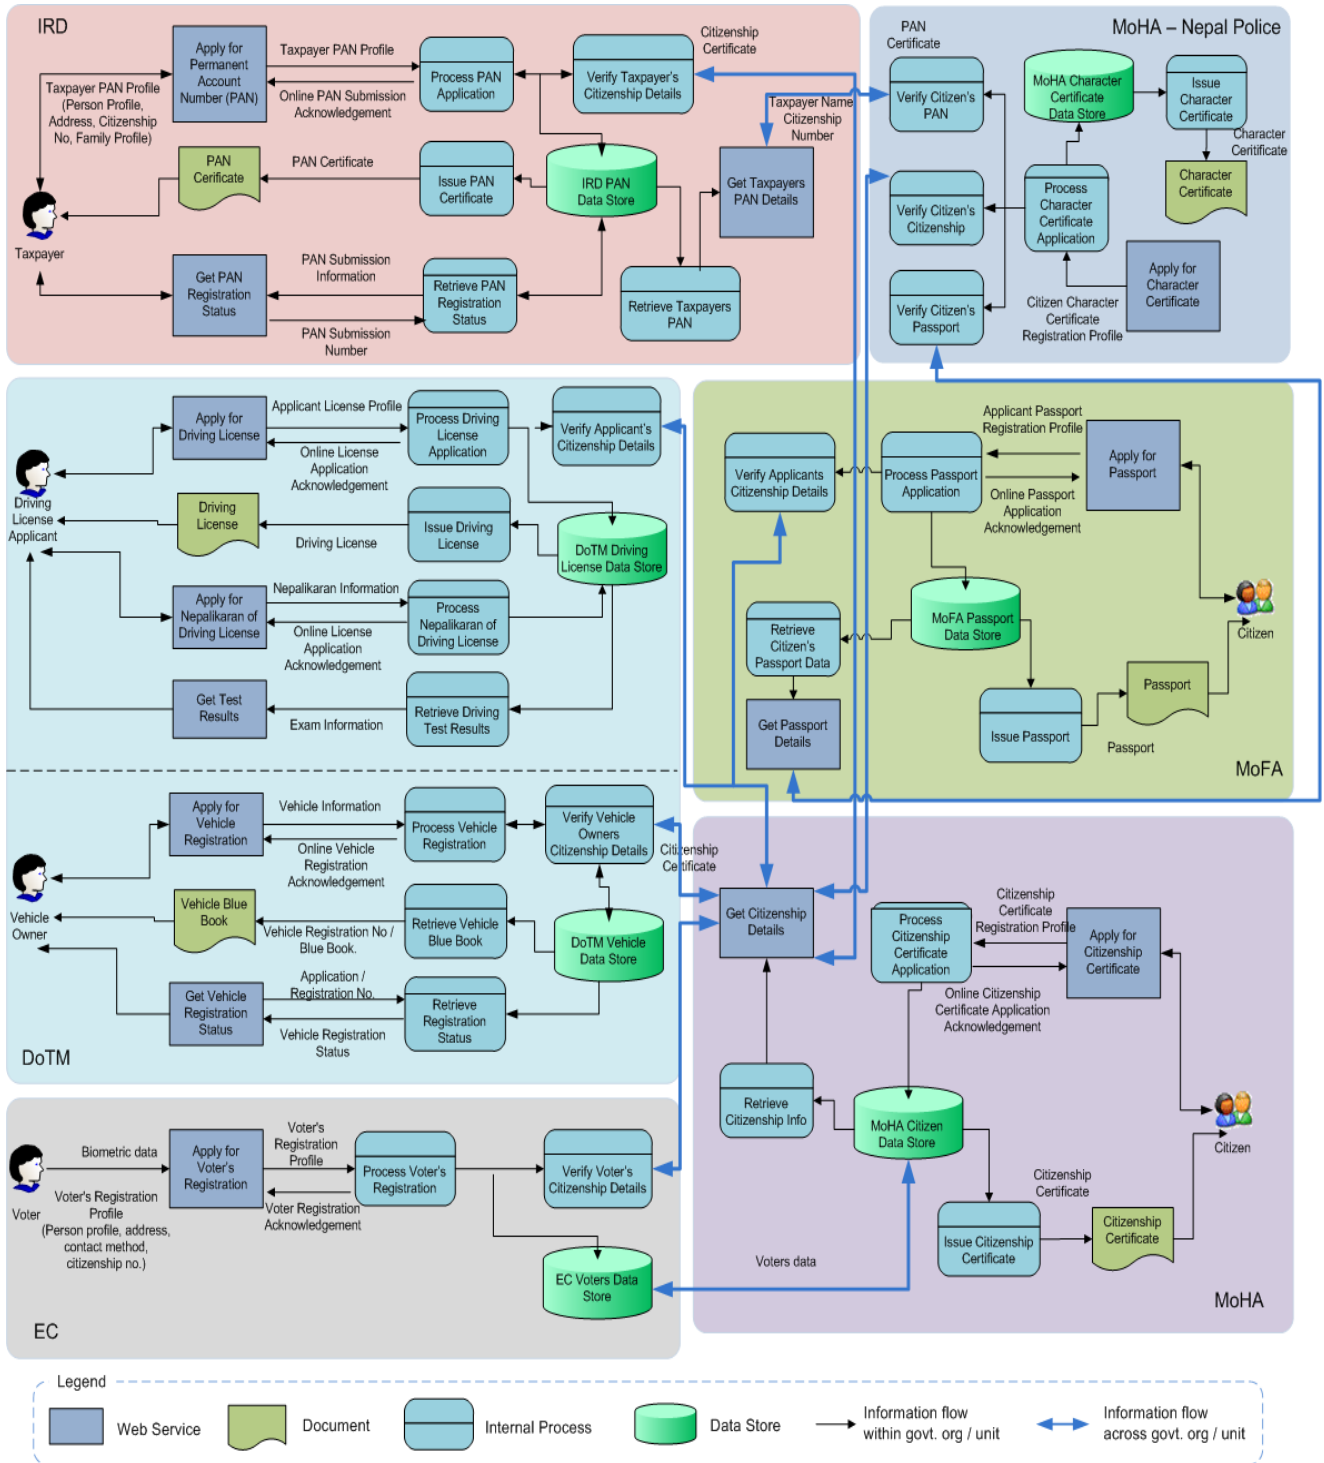 IRD
Apply for
Permanent
Account
Number (PAN)
Taxpayer PAN Profile
Online PAN Submission
Acknowledgement
Process PAN
Application
Verify Taxpayer's
Citizenship Details
Citizenship
Certificate
Taxpayer PAN Profile
(Person Profile,
Address, Citizenship
No, Family Profile)
PAN
Cerificate
PAN Certificate
Issue PAN
Certificate
IRD PAN
Data Store
Taxpayer Name
Citizenship
Number
Get Taxpayers
PAN Details
Taxpayer
Get PAN
Registration
Status
PAN Submission
Information
PAN Submission
Number
Retrieve PAN
Registration
Status
Retrieve Taxpayers
PAN
MoHA – Nepal Police
PAN
Certificate
Verify Citizen's
PAN
MoHA Character
Certificate
Data Store
Issue
Character
Certificate
Character
Ceritificate
Character
Certificate
Verify Citizen's
Citizenship
Process
Character
Certificate
Application
Verify Citizen's
Passport
Citizen Character
Certificate
Registration Profile
Apply for
Character
Certificate
Apply for
Driving License
Applicant License Profile
Online License
Application
Acknowledgement
Process Driving
License
Application
Verify Applicant's
Citizenship Details
Driving
License
Applicant
Driving
License
Driving License
Issue Driving
License
DoTM Driving
License Data Store
Apply for
Nepalikaran of
Driving License
Nepalikaran Information
Online License
Application
Acknowledgement
Process
Nepalikaran
of Driving License
Get Test
Results
Exam Information
Retrieve Driving
Test Results
Verify Applicants
Citizenship Details
Process Passport
Application
Applicant Passport
Registration Profile
Online Passport
Application
Acknowledgement
Apply for
Passport
Retrieve
Citizen's
Passport Data
MoFA Passport
Data Store
Citizen
Get Passport
Details
Issue Passport
Passport
Passport
MoFA
Apply for
Vehicle
Registration
Vehicle Information
Online Vehicle
Registration
Acknowledgement
Process Vehicle
Registration
Verify Vehicle
Owners
Citizenship Details
Citizenship
Certificate
Vehicle
Owner
Vehicle Blue
Book
Vehicle Registration No /
Blue Book.
Retrieve Vehicle
Blue Book
DoTM Vehicle
Data Store
Get Vehicle
Registration
Status
Application /
Registration No.
Vehicle Registration
Status
Retrieve
Registration
Status
DoTM
Get Citizenship
Details
Process
Citizenship
Certificate
Application
Citizenship
Certificate
Registration Profile
Online Citizenship
Certificate Application
Acknowledgement
Apply for
Citizenship
Certificate
Retrieve
Citizenship Info
MoHA Citizen
Data Store
Citizen
Issue Citizenship
Certificate
Citizenship
Certificate
Citizenship
Certificate
Voters data
MoHA
Voter
Biometric data
Voter's Registration
Profile
(Person profile, address,
contact method,
citizenship no.)
Apply for
Voter's
Registration
Voter's
Registration
Profile
Voter Registration
Acknowledgement
Process Voter's
Registration
Verify Voter's
Citizenship Details
EC Voters Data
Store
EC
Legend
Web Service
Document
Internal Process
Data Store
Information flow
within govt. org / unit
Information flow
across govt. org / unit